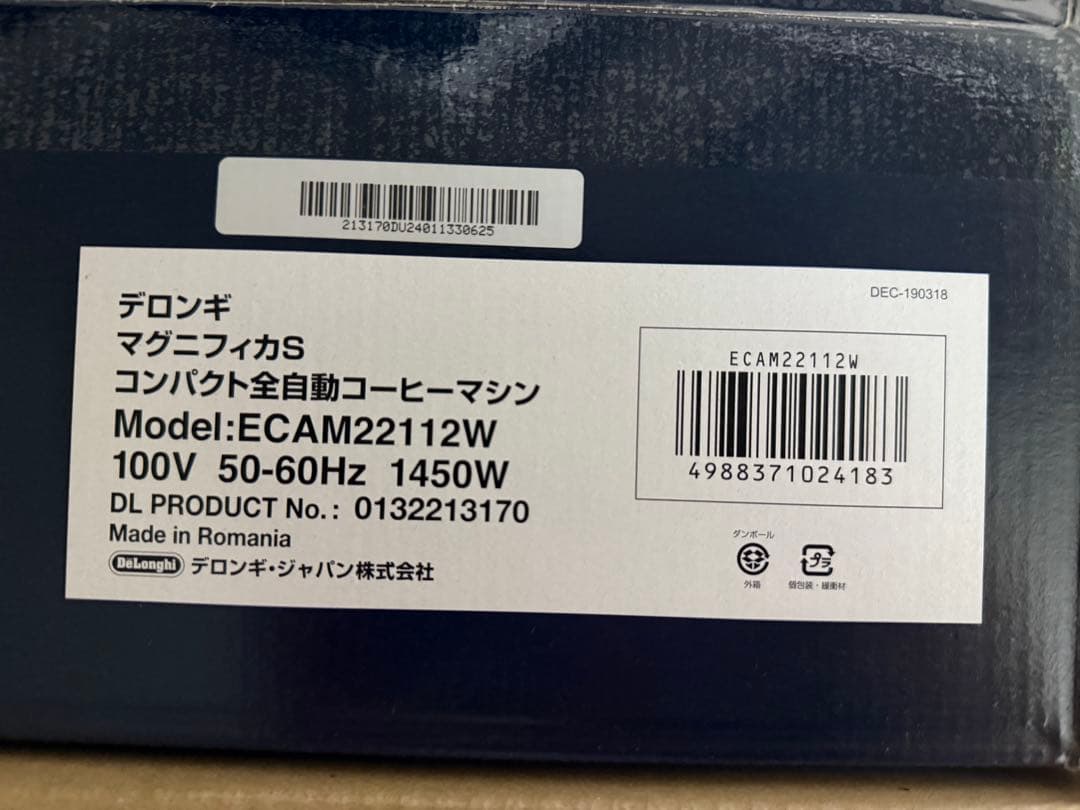 213170DU24011330625
DEC-190318
デロンギ
マグニフィカS
コンパクト全自動コーヒーマシン
Model:ECAM22112W
100V 50-60Hz 1450W
DL PRODUCT No.: 0132213170
Made in Romania
DeLonghi デロンギ・ジャパン株式会社
ECAM22112W
4988371024183
ダンボール
外箱
プラ
個包装・緩衝材